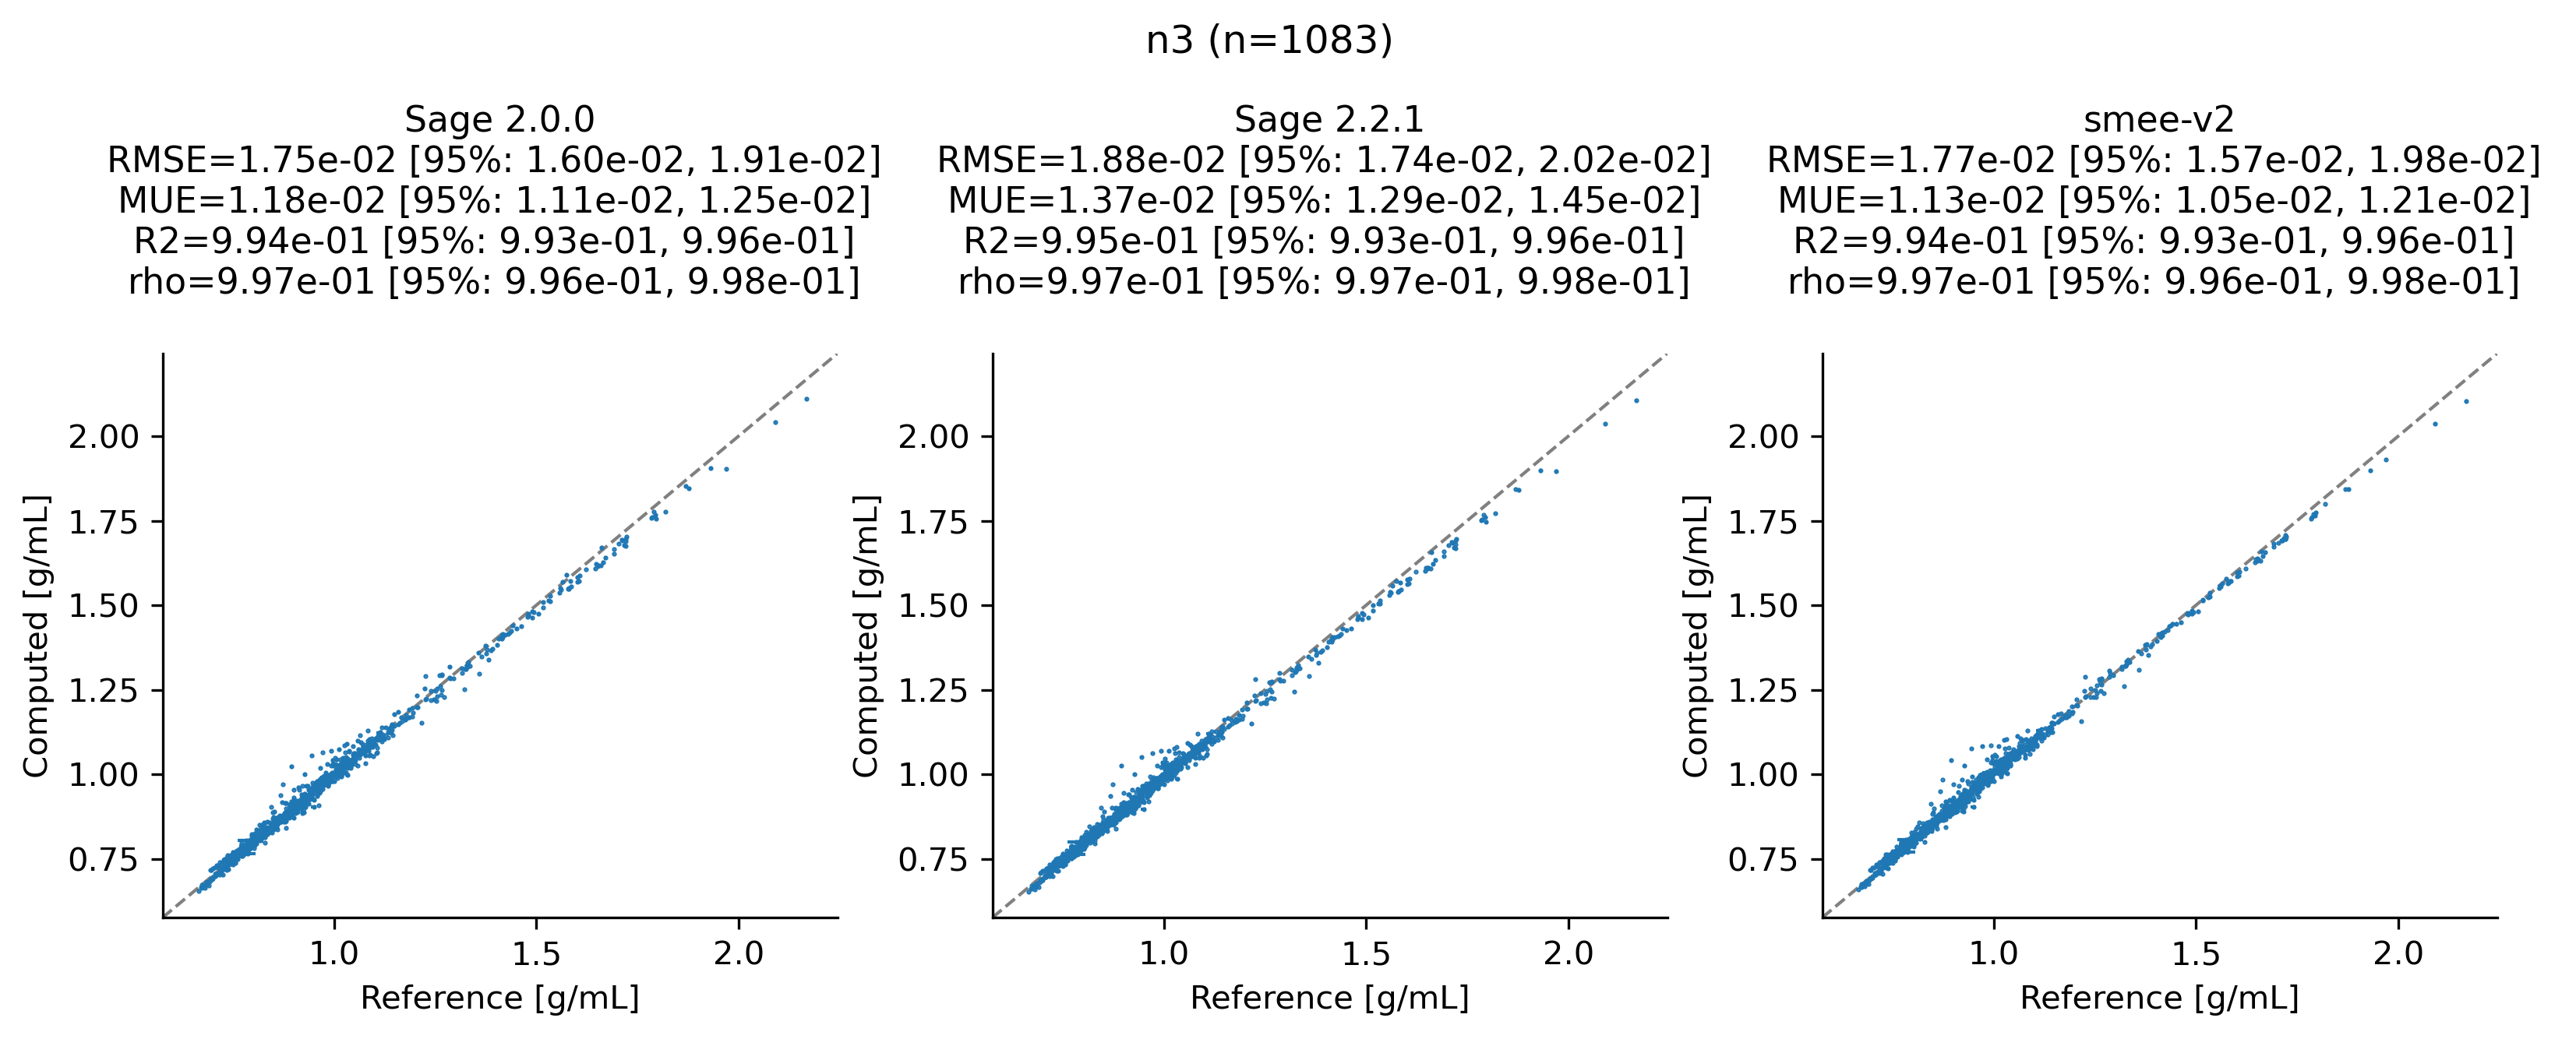 n3 (n=1083)
Sage 2.0.0
RMSE=1.75e-02 [95%: 1.60e-02, 1.91e-02]
MUE=1.18e-02 [95%: 1.11e-02, 1.25e-02]
R2=9.94e-01 [95%: 9.93e-01, 9.96e-01]
rho=9.97e-01 [95%: 9.96e-01, 9.98e-01]
Computed [g/mL]
2.00
1.75
1.50
1.25
1.00
0.75
1.0
1.5
2.0
Reference [g/mL]
Sage 2.2.1
RMSE=1.88e-02 [95%: 1.74e-02, 2.02e-02]
MUE=1.37e-02 [95%: 1.29e-02, 1.45e-02]
R2=9.95e-01 [95%: 9.93e-01, 9.96e-01]
rho=9.97e-01 [95%: 9.97e-01, 9.98e-01]
Computed [g/mL]
2.00
1.75
1.50
1.25
1.00
0.75
1.0
1.5
2.0
Reference [g/mL]
smee-v2
RMSE=1.77e-02 [95%: 1.57e-02, 1.98e-02]
MUE=1.13e-02 [95%: 1.05e-02, 1.21e-02]
R2=9.94e-01 [95%: 9.93e-01, 9.96e-01]
rho=9.97e-01 [95%: 9.96e-01, 9.98e-01]
Computed [g/mL]
2.00
1.75
1.50
1.25
1.00
0.75
1.0
1.5
2.0
Reference [g/mL]